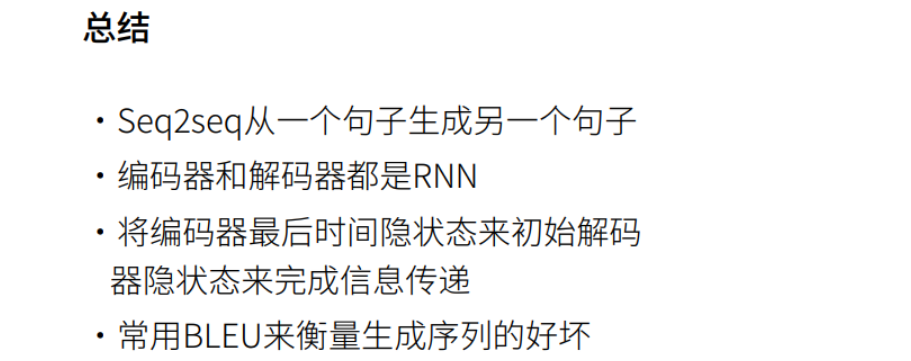 总结
・Seq2seq从一个句子生成另一个句子
・编码器和解码器都是RNN
・将编码器最后时间隐状态来初始解码
器隐状态来完成信息传递
・常用BLEU来衡量生成序列的好坏